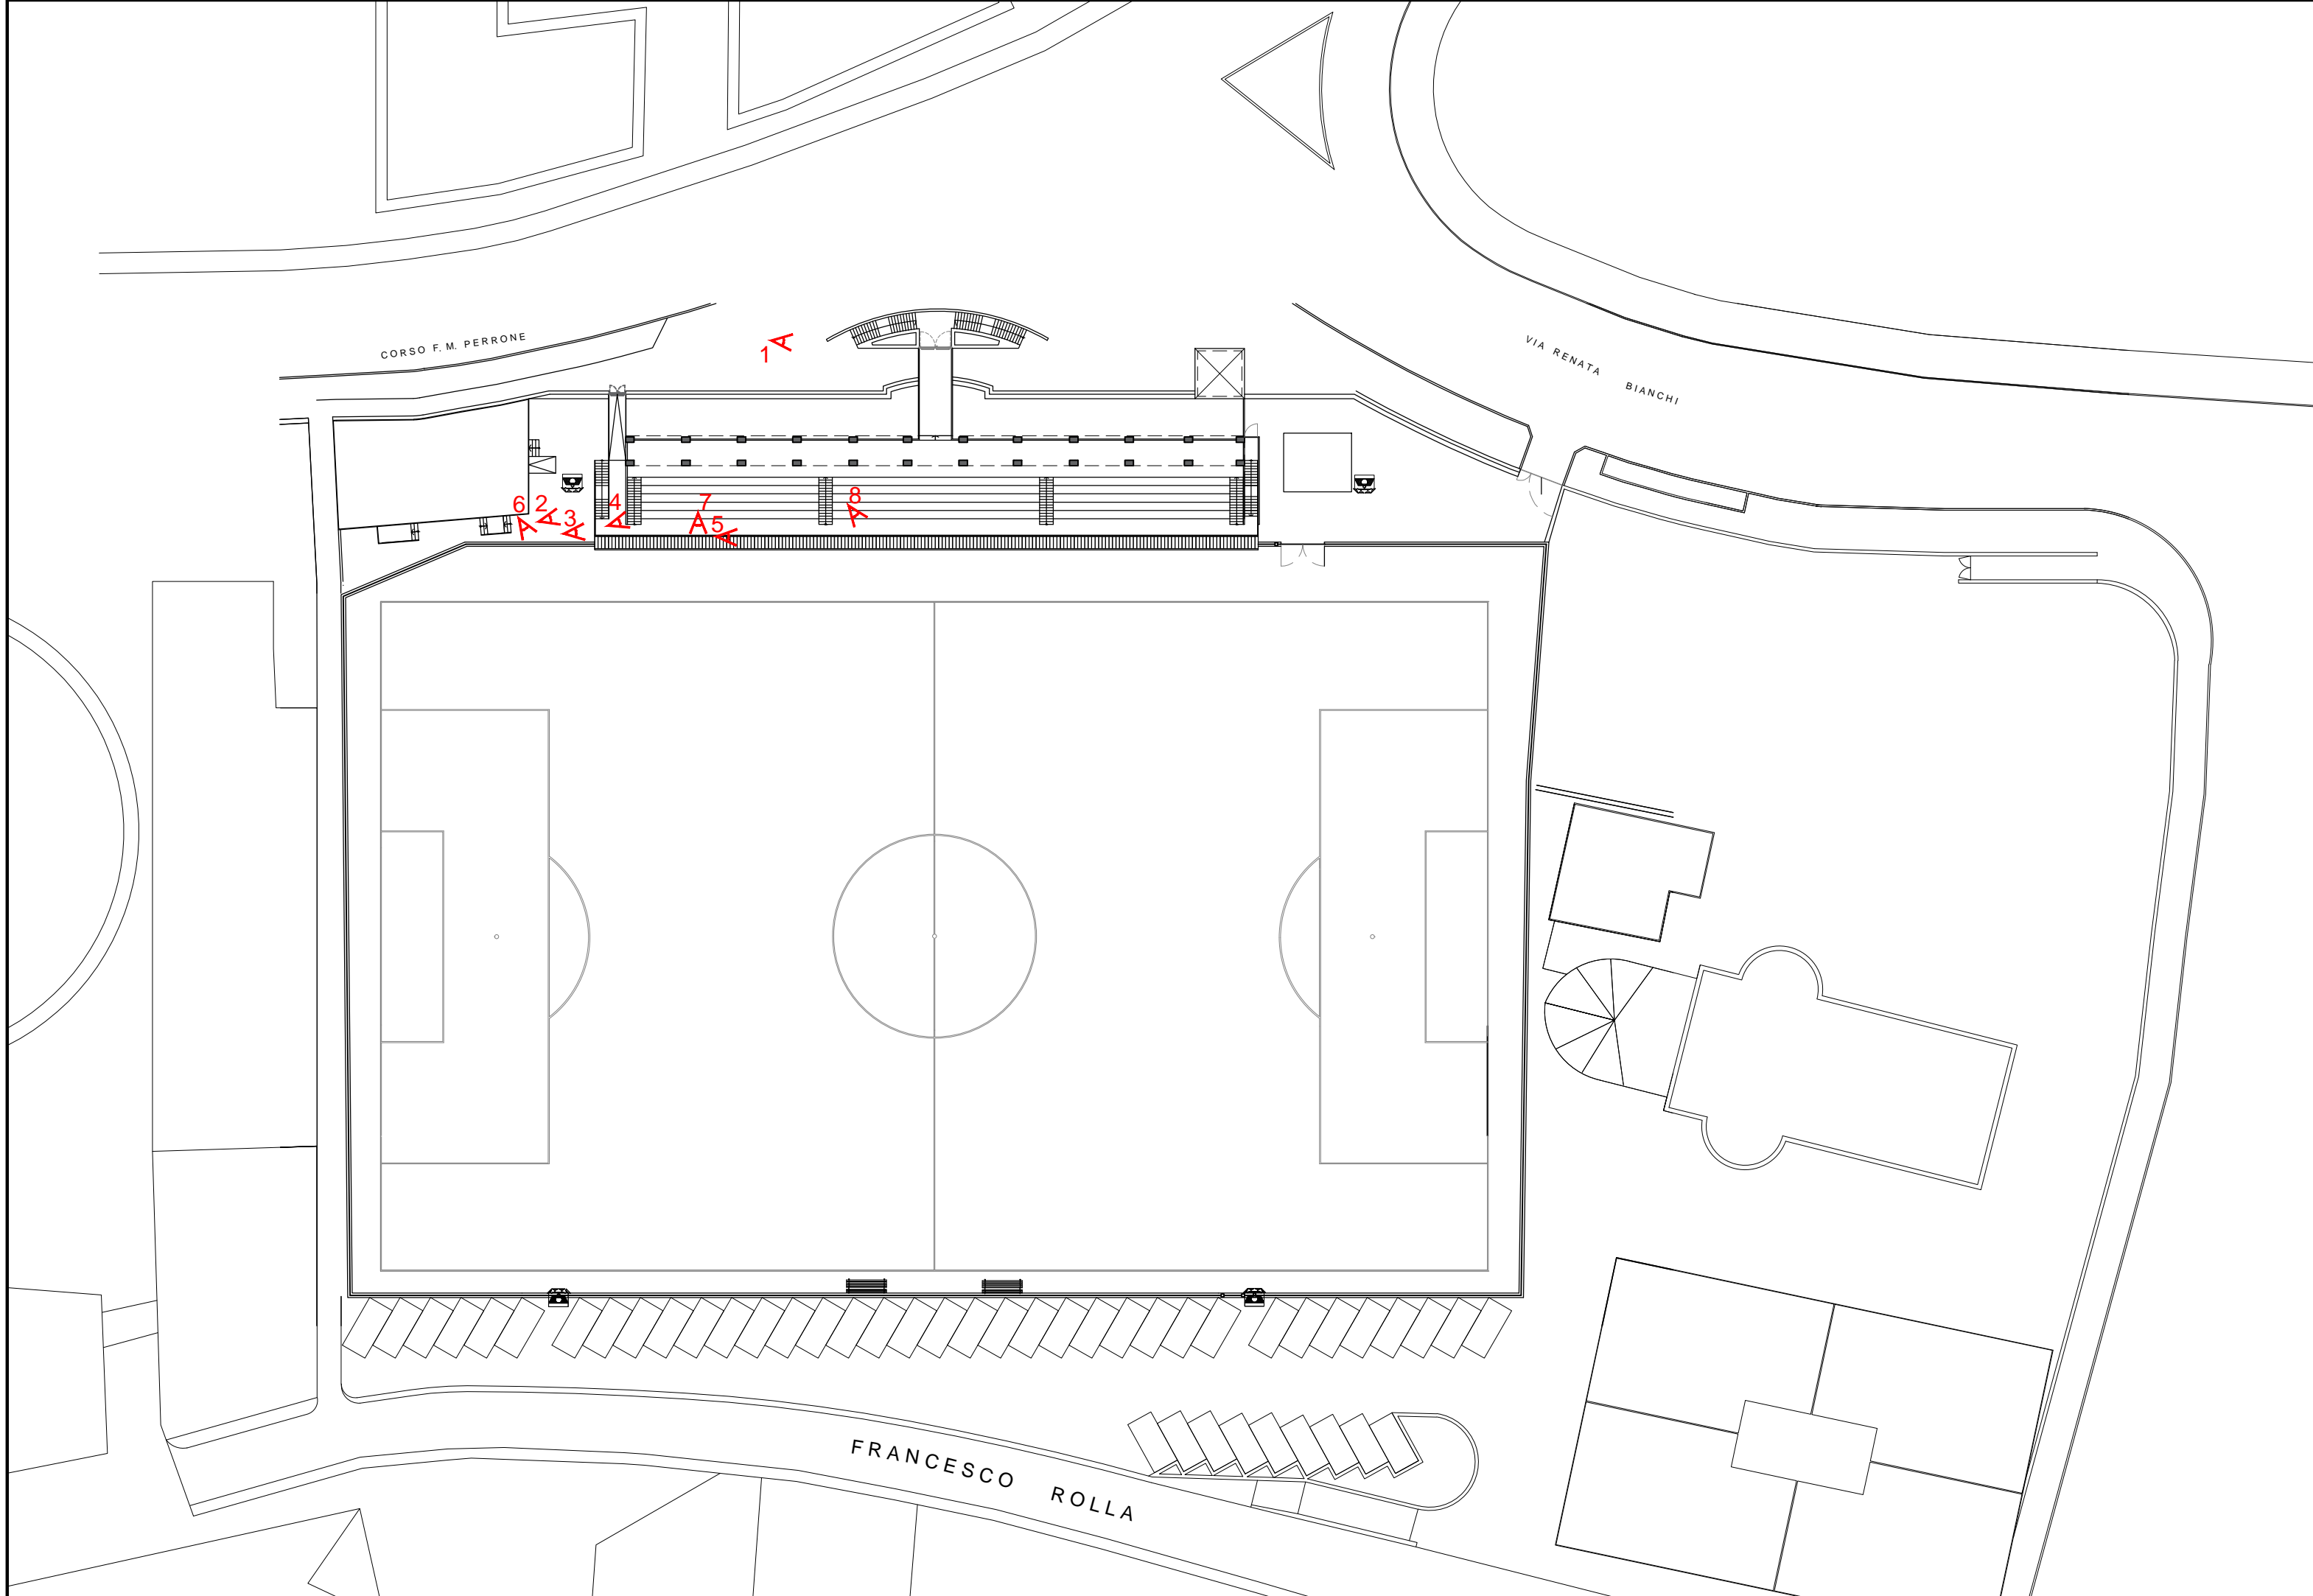 CORSO F. M. PERRONE
1
VIA RENATA BIANCHI
6
2
3
4
7
5
8
FRANCESCO ROLLA